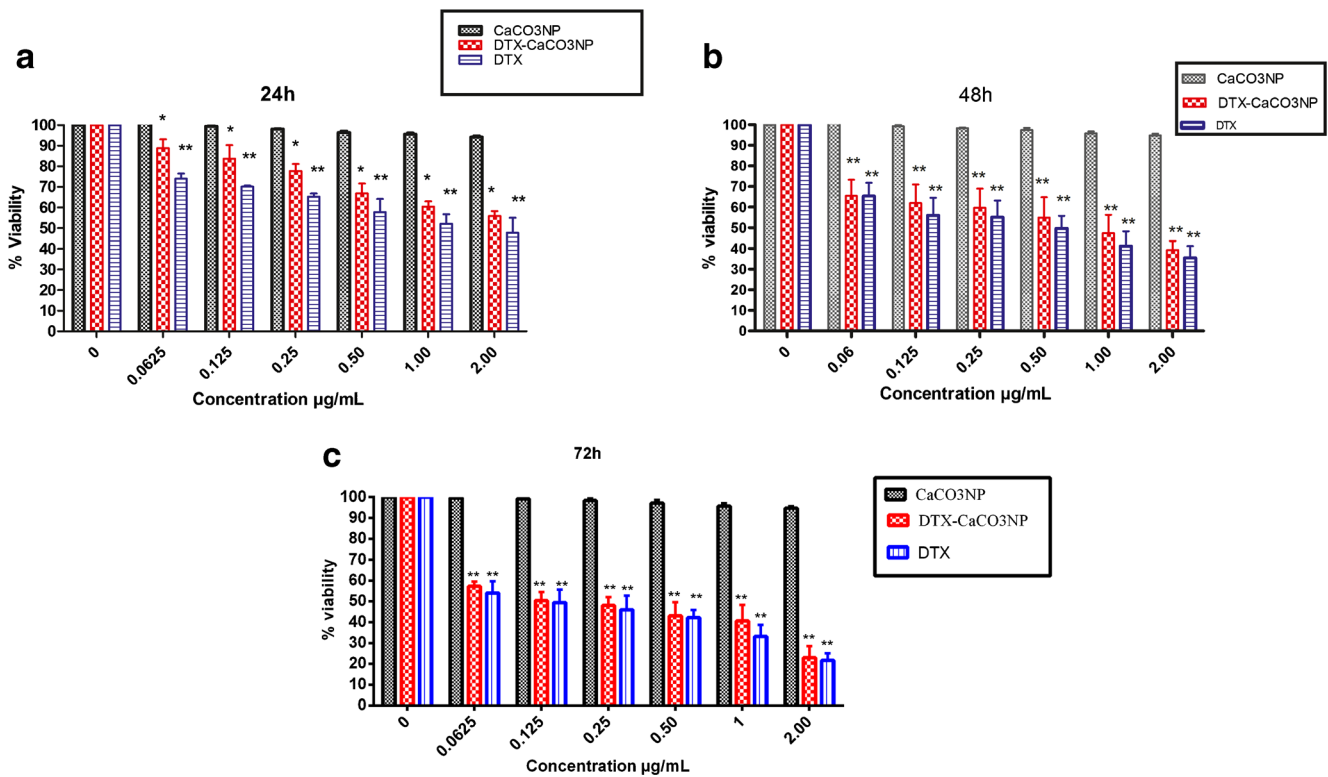 a
24h
CaCO3NP
DTX-CaCO3NP
DTX
% Viability
100
90
80
70
60
50
40
30
20
10
0
* ** * ** * ** * ** * ** * **
0 0.0625 0.125 0.25 0.50 1.00 2.00
Concentration µg/mL
b
48h
CaCO3NP
DTX-CaCO3NP
DTX
% viability
100
90
80
70
60
50
40
30
20
10
0
** ** ** ** ** ** ** ** ** ** ** **
0 0.06 0.125 0.25 0.50 1.00 2.00
Concentration µg/mL
c
72h
CaCO3NP
DTX-CaCO3NP
DTX
% viability
100
90
80
70
60
50
40
30
20
10
0
** ** ** ** ** ** ** ** ** ** ** **
0 0.0625 0.125 0.25 0.50 1 2.00
Concentration µg/mL